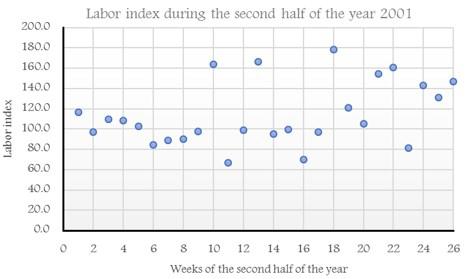 Labor index during the second half of the year 2001
200.0
180.0
160.0
140.0
120.0
100.0
80.0
60.0
40.0
20.0
0.0
Labor index
0 2 4 6 8 10 12 14 16 18 20 22 24 26
Weeks of the second half of the year